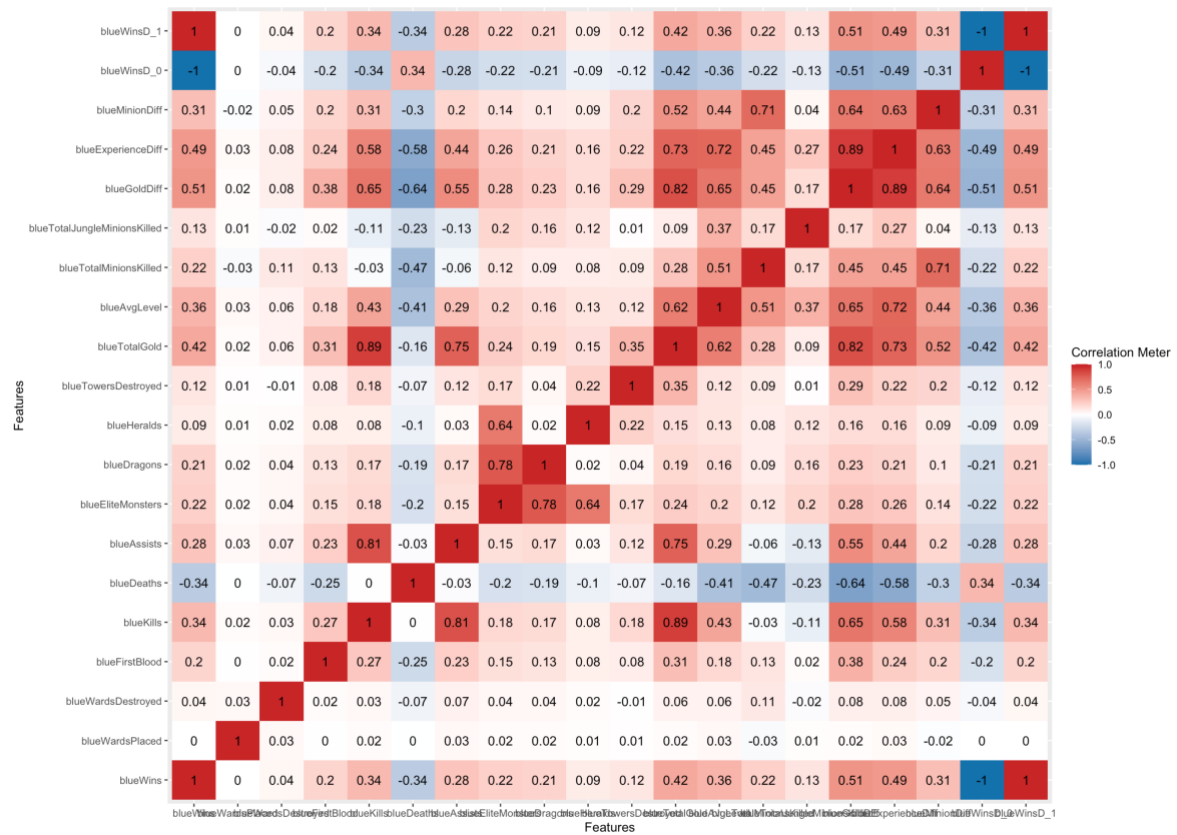 blueWinsD_1 1 0 0.04 0.2 0.34 -0.34 0.28 0.22 0.21 0.09 0.12 0.42 0.36 0.22 0.13 0.51 0.49 0.31 -1 1
blueWinsD_0 -1 0 -0.04 -0.2 -0.34 0.34 -0.28 -0.22 -0.21 -0.09 -0.12 -0.42 -0.36 -0.22 -0.13 -0.51 -0.49 -0.31 1 -1
blueMinionDiff 0.31 -0.02 0.05 0.2 0.31 -0.3 0.2 0.14 0.1 0.09 0.2 0.52 0.44 0.71 0.04 0.64 0.63 1 -0.31 0.31
blueExperienceDiff 0.49 0.03 0.08 0.24 0.58 -0.58 0.44 0.26 0.21 0.16 0.22 0.73 0.72 0.45 0.27 0.89 1 0.63 -0.49 0.49
blueGoldDiff 0.51 0.02 0.08 0.38 0.65 -0.64 0.55 0.28 0.23 0.16 0.29 0.82 0.65 0.45 0.17 1 0.89 0.64 -0.51 0.51
blueTotalJungleMinionsKilled 0.13 0.01 -0.02 0.02 -0.11 -0.23 -0.13 0.2 0.16 0.12 0.01 0.09 0.37 0.17 1 0.17 0.27 0.04 -0.13 0.13
blueTotalMinionsKilled 0.22 -0.03 0.11 0.13 -0.03 -0.47 -0.06 0.12 0.09 0.08 0.09 0.28 0.51 1 0.17 0.45 0.45 0.71 -0.22 0.22
blueAvgLevel 0.36 0.03 0.06 0.18 0.43 -0.41 0.29 0.2 0.16 0.13 0.12 0.62 1 0.51 0.37 0.65 0.72 0.44 -0.36 0.36
blueTotalGold 0.42 0.02 0.06 0.31 0.89 -0.16 0.75 0.24 0.19 0.15 0.35 1 0.62 0.28 0.09 0.82 0.73 0.52 -0.42 0.42
blueTowersDestroyed 0.12 0.01 -0.01 0.08 0.18 -0.07 0.12 0.17 0.04 0.22 1 0.35 0.12 0.09 0.01 0.29 0.22 0.2 -0.12 0.12
blueHeralds 0.09 0.01 0.02 0.08 0.08 -0.1 0.03 0.64 0.02 1 0.22 0.15 0.13 0.08 0.12 0.16 0.16 0.09 -0.09 0.09
blueDragons 0.21 0.02 0.04 0.13 0.17 -0.19 0.17 0.78 1 0.02 0.04 0.19 0.16 0.09 0.16 0.23 0.21 0.1 -0.21 0.21
blueEliteMonsters 0.22 0.02 0.04 0.15 0.18 -0.2 0.15 1 0.78 0.64 0.17 0.24 0.2 0.12 0.2 0.28 0.26 0.14 -0.22 0.22
blueAssists 0.28 0.03 0.07 0.23 0.81 -0.03 1 0.15 0.17 0.03 0.12 0.75 0.29 -0.06 -0.13 0.55 0.44 0.2 -0.28 0.28
blueDeaths -0.34 0 -0.07 -0.25 0 1 -0.03 -0.2 -0.19 -0.1 -0.07 -0.16 -0.41 -0.47 -0.23 -0.64 -0.58 -0.3 0.34 -0.34
blueKills 0.34 0.02 0.03 0.27 1 0 0.81 0.18 0.17 0.08 0.18 0.89 0.43 -0.03 -0.11 0.65 0.58 0.31 -0.34 0.34
blueFirstBlood 0.2 0 0.02 1 0.27 -0.25 0.23 0.15 0.13 0.08 0.08 0.31 0.18 0.13 0.02 0.38 0.24 0.2 -0.2 0.2
blueWardsDestroyed 0.04 0.03 1 0.02 0.03 -0.07 0.07 0.04 0.04 0.02 -0.01 0.06 0.06 0.11 -0.02 0.08 0.08 0.05 -0.04 0.04
blueWardsPlaced 0 1 0.03 0 0.02 0 0.03 0.02 0.02 0.01 0.01 0.02 0.03 -0.03 0.01 0.02 0.03 -0.02 0 0
blueWins 1 0 0.04 0.2 0.34 -0.34 0.28 0.22 0.21 0.09 0.12 0.42 0.36 0.22 0.13 0.51 0.49 0.31 -1 1
Features
Features
Correlation Meter
1.0
0.5
0.0
-0.5
-1.0